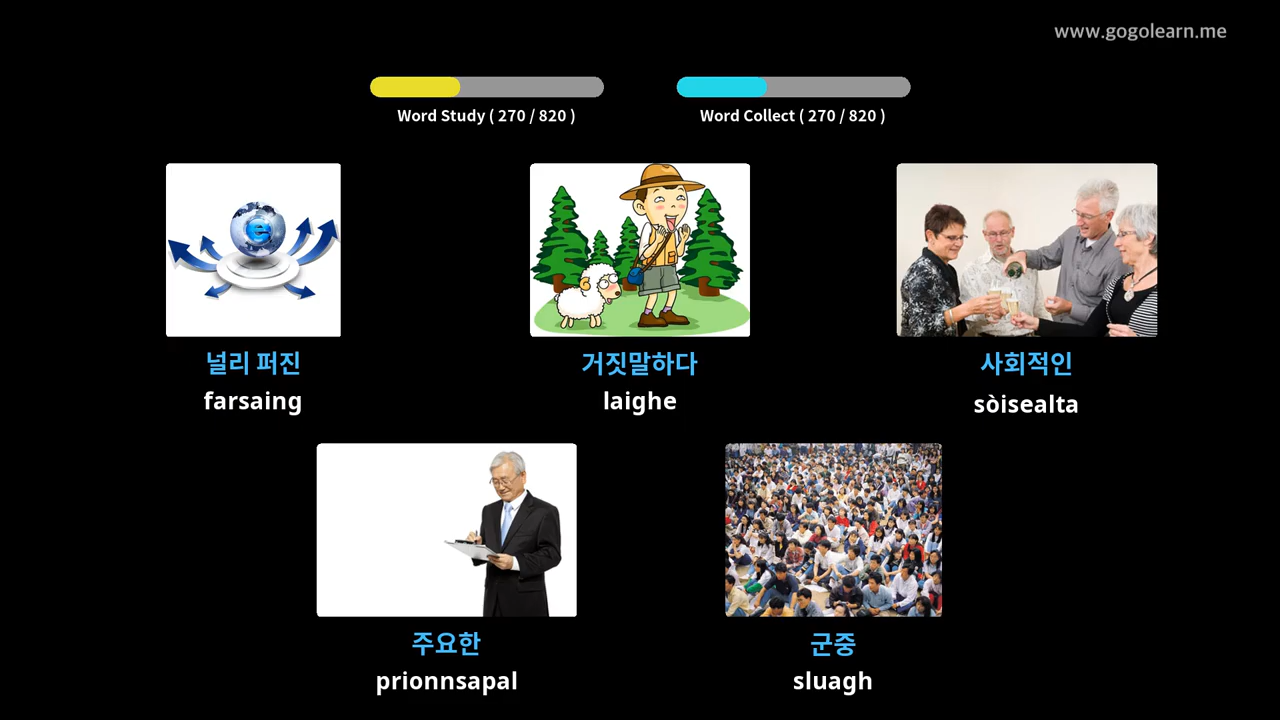 www.gogolearn.me
Word Study ( 270 / 820 )
Word Collect ( 270 / 820 )
널리 퍼진
farsaing
거짓말하다
laighe
사회적인
sòisealta
주요한
prionnsapal
군중
sluagh